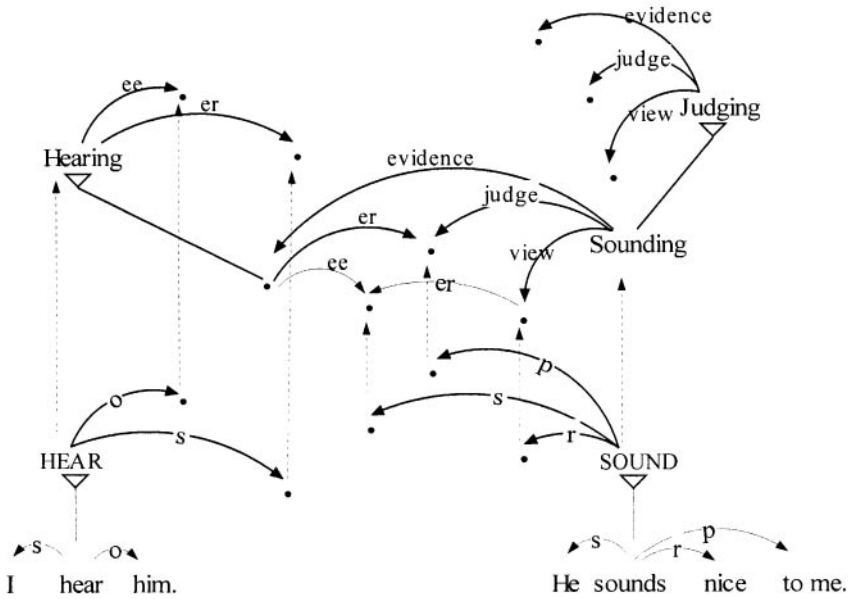 evidence
judge
ee
view
Judging
er
Hearing
evidence
judge
er
Sounding
view
ee
er
p
o
s
s
r
HEAR
SOUND
p
s
o
s
r
I hear him.
He sounds nice to me.